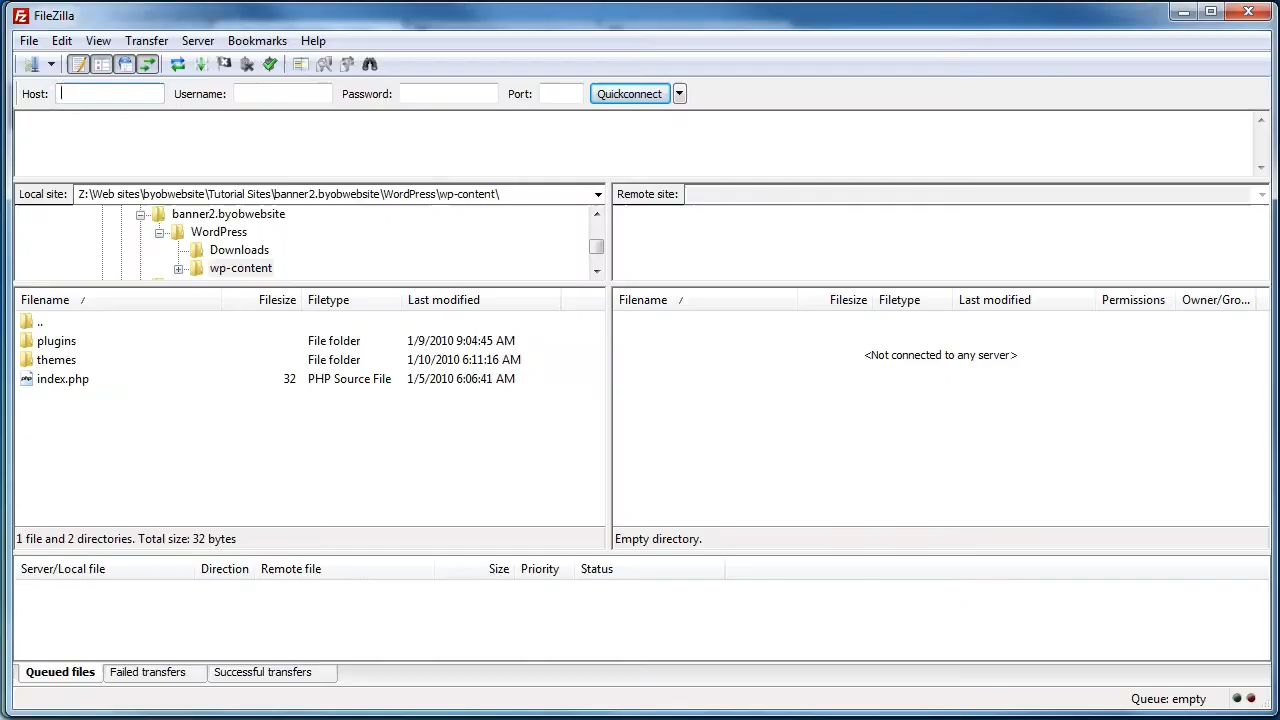 FileZilla
File Edit View Transfer Server Bookmarks Help
Host: Username: Password: Port: Quickconnect
Local site: Z:\Web sites\byobwebsite\Tutorial Sites\banner2.byobwebsite\WordPress\wp-content\ Remote site:
banner2.byobwebsite
WordPress
Downloads
wp-content
Filename / Filesize Filetype Last modified
..
plugins File folder 1/9/2010 9:04:45 AM
themes File folder 1/10/2010 6:11:16 AM
index.php 32 PHP Source File 1/5/2010 6:06:41 AM
1 file and 2 directories. Total size: 32 bytes
Filename / Filesize Filetype Last modified Permissions Owner/Gro...
<Not connected to any server>
Empty directory.
Server/Local file Direction Remote file Size Priority Status
Queued files Failed transfers Successful transfers
Queue: empty